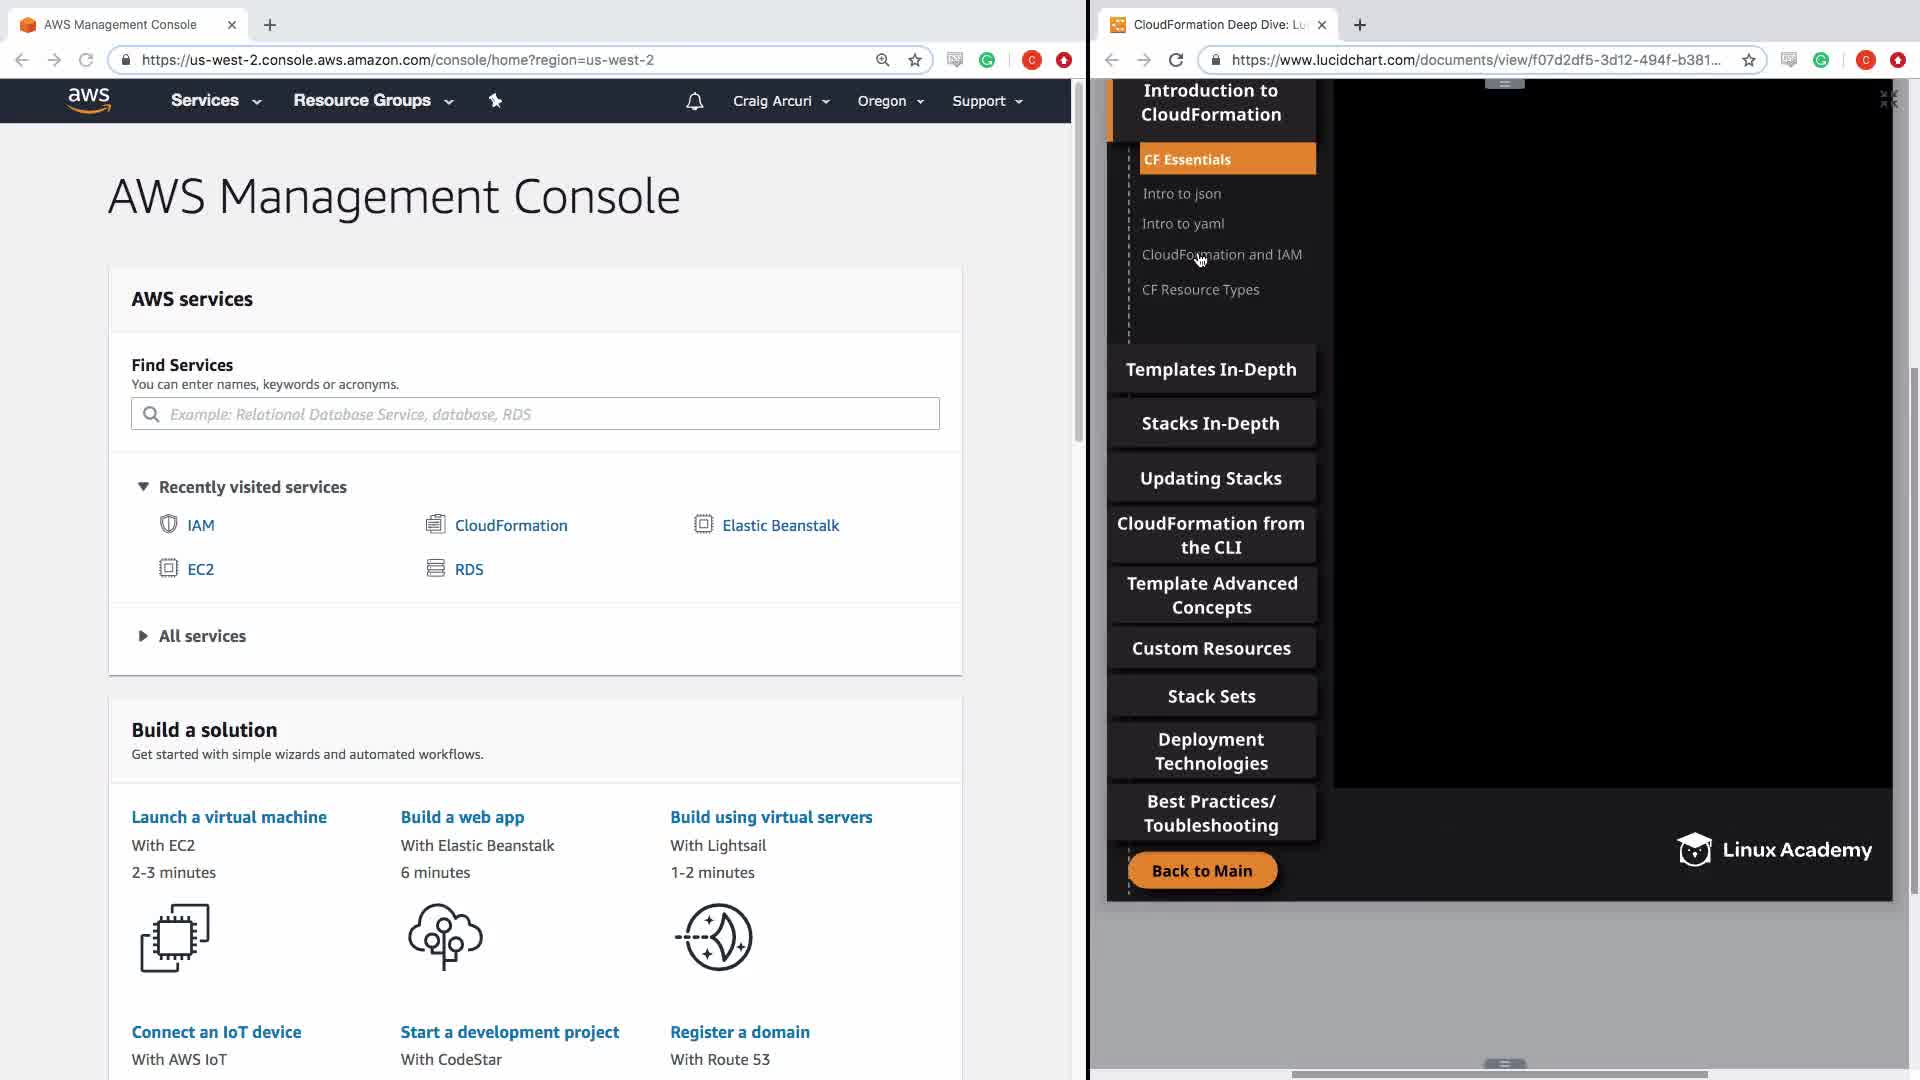 AWS Management Console
https://us-west-2.console.aws.amazon.com/console/home?region=us-west-2
aws
Services
Resource Groups
Craig Arcuri
Oregon
Support
AWS Management Console
AWS services
Find Services
You can enter names, keywords or acronyms.
Example: Relational Database Service, database, RDS
Recently visited services
IAM
CloudFormation
Elastic Beanstalk
EC2
RDS
All services
Build a solution
Get started with simple wizards and automated workflows.
Launch a virtual machine
With EC2
2-3 minutes
Build a web app
With Elastic Beanstalk
6 minutes
Build using virtual servers
With Lightsail
1-2 minutes
Connect an IoT device
With AWS IoT
Start a development project
With CodeStar
Register a domain
With Route 53
CloudFormation Deep Dive: Lu
https://www.lucidchart.com/documents/view/f07d2df5-3d12-494f-b381...
C
C
Introduction to
CloudFormation
CF Essentials
Intro to json
Intro to yaml
CloudFormation and IAM
CF Resource Types
Templates In-Depth
Stacks In-Depth
Updating Stacks
CloudFormation from
the CLI
Template Advanced
Concepts
Custom Resources
Stack Sets
Deployment
Technologies
Best Practices/
Toubleshooting
Back to Main
Linux Academy